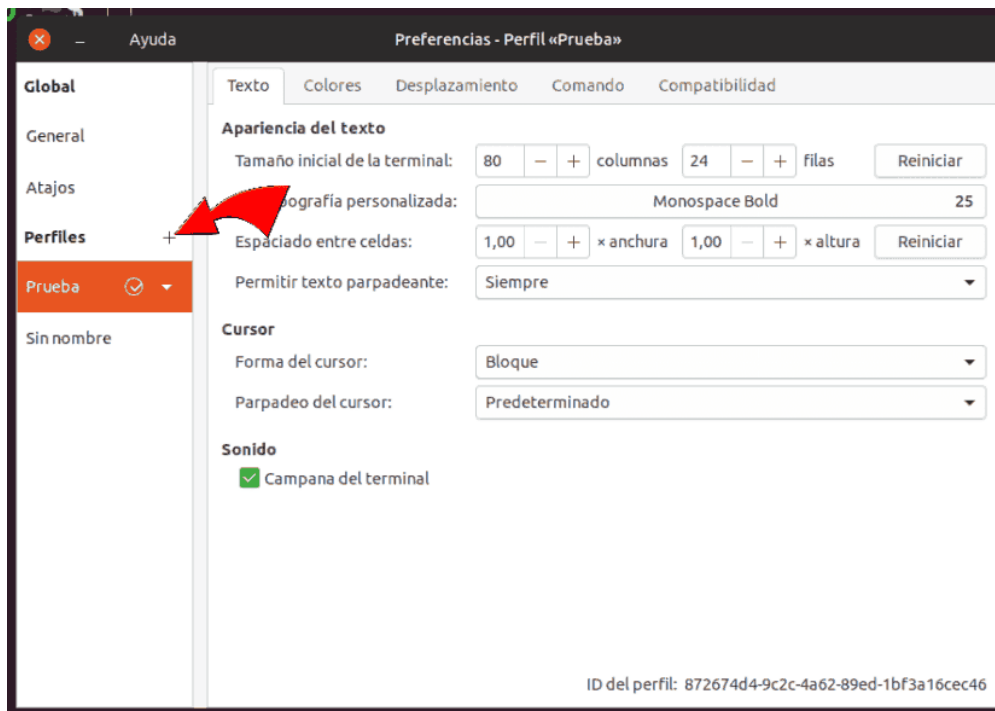 Ayuda
Preferencias - Perfil «Prueba»
Global
General
Atajos
Perfiles +
Prueba
Sin nombre
Texto Colores Desplazamiento Comando Compatibilidad
Apariencia del texto
Tamaño inicial de la terminal: 80 − + columnas 24 − + filas Reiniciar
personalizada: Monospace Bold 25
Espaciado entre celdas: 1,00 − + × anchura 1,00 − + × altura Reiniciar
Permitir texto parpadeante: Siempre
Cursor
Forma del cursor: Bloque
Parpadeo del cursor: Predeterminado
Sonido
Campana del terminal
ID del perfil: 872674d4-9c2c-4a62-89ed-1bf3a16cec46